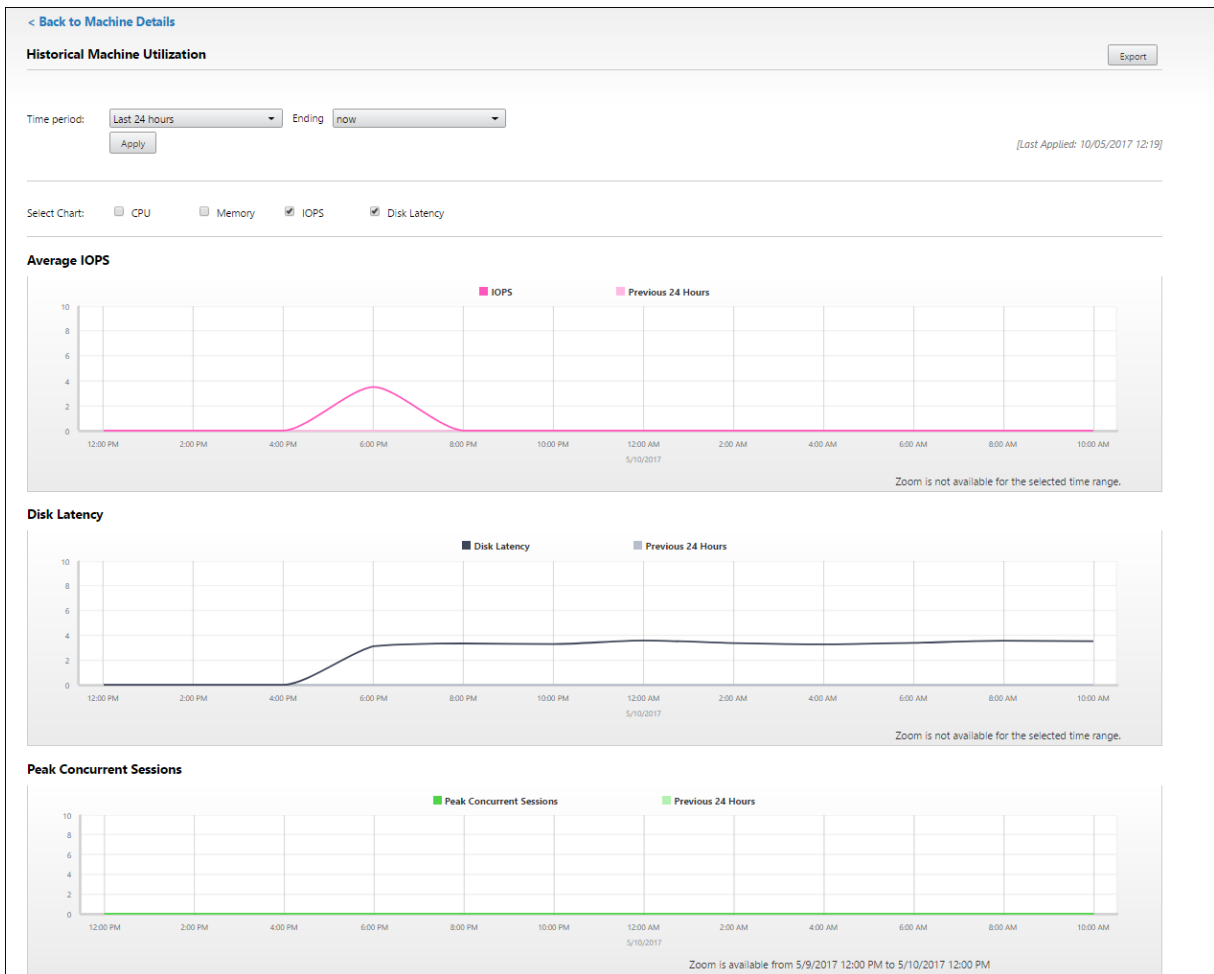 < Back to Machine Details
Historical Machine Utilization
Export
Time period: Last 24 hours Ending now
Apply
[Last Applied: 10/05/2017 12:19]
Select Chart: CPU Memory IOPS Disk Latency
Average IOPS
IOPS Previous 24 Hours
10
8
6
4
2
0
12:00 PM 2:00 PM 4:00 PM 6:00 PM 8:00 PM 10:00 PM 12:00 AM 2:00 AM 4:00 AM 6:00 AM 8:00 AM 10:00 AM
5/10/2017
Zoom is not available for the selected time range.
Disk Latency
Disk Latency Previous 24 Hours
10
8
6
4
2
0
12:00 PM 2:00 PM 4:00 PM 6:00 PM 8:00 PM 10:00 PM 12:00 AM 2:00 AM 4:00 AM 6:00 AM 8:00 AM 10:00 AM
5/10/2017
Zoom is not available for the selected time range.
Peak Concurrent Sessions
Peak Concurrent Sessions Previous 24 Hours
10
8
6
4
2
0
12:00 PM 2:00 PM 4:00 PM 6:00 PM 8:00 PM 10:00 PM 12:00 AM 2:00 AM 4:00 AM 6:00 AM 8:00 AM 10:00 AM
5/10/2017
Zoom is available from 5/9/2017 12:00 PM to 5/10/2017 12:00 PM